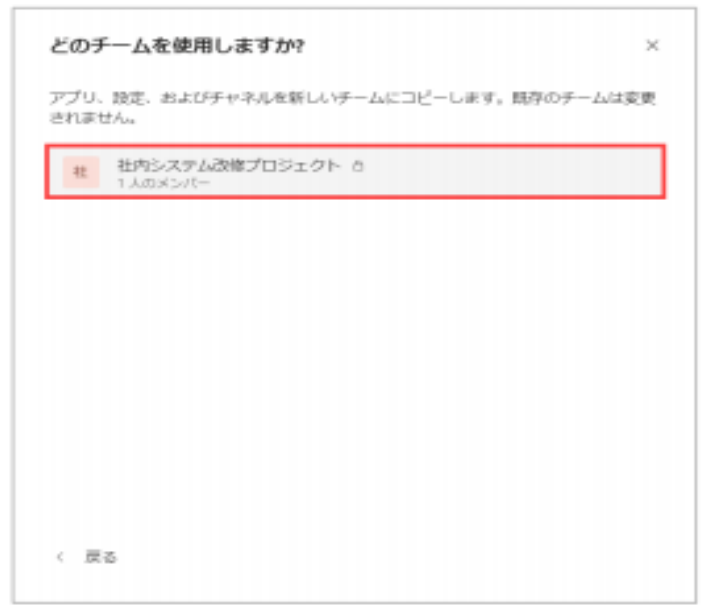 どのチームを使用しますか?
×
アプリ、設定、およびチャネルを新しいチームにコピーします。既存のチームは変更
されません。
社
社内システム改修プロジェクト
1 人のメンバー
< 戻る